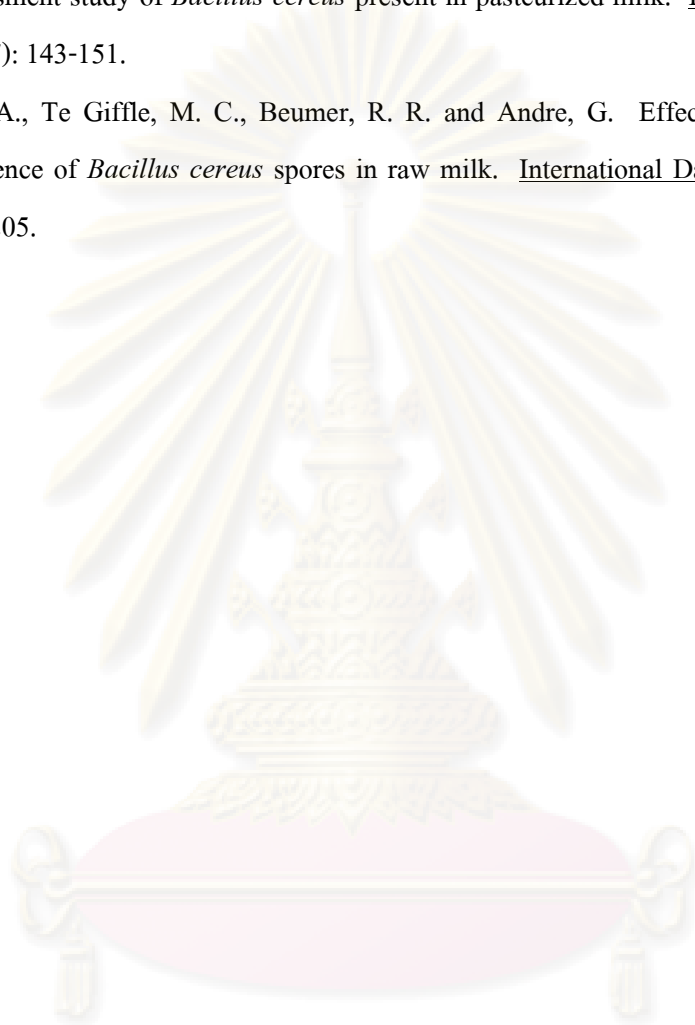 sment study of Bacillus cereus present in pasteurized milk.
): 143-151.
A., Te Giffle, M. C., Beumer, R. R. and Andre, G. Effec
ence of Bacillus cereus spores in raw milk. International Da
05.